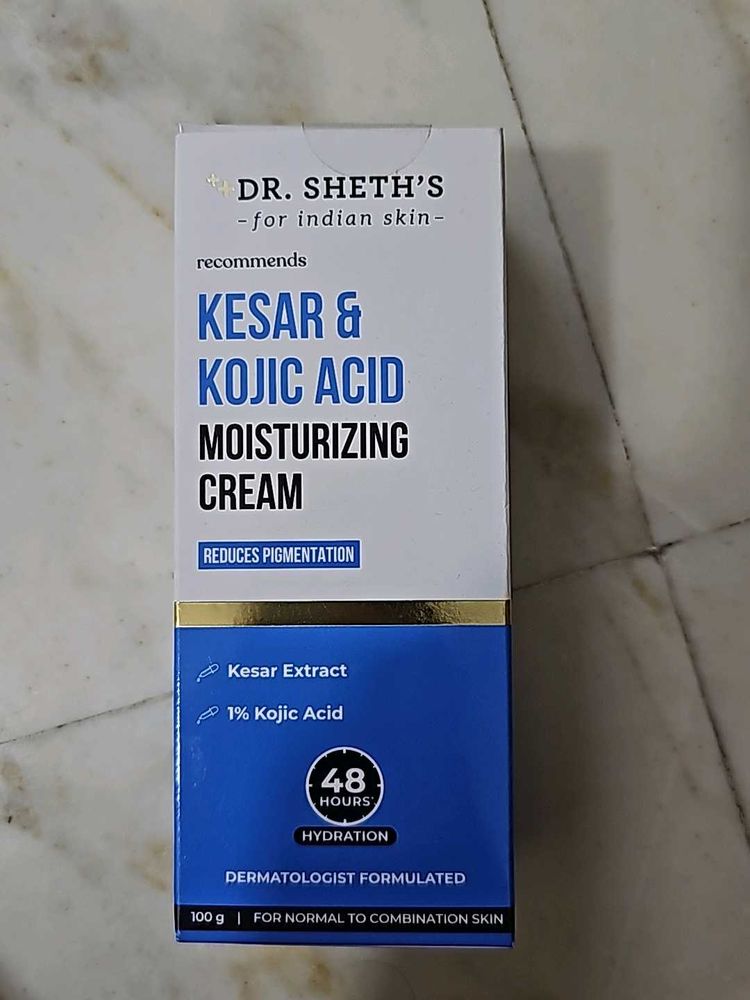 DR. SHETH'S
-for indian skin-
recommends
KESAR &
KOJIC ACID
MOISTURIZING
CREAM
REDUCES PIGMENTATION
Kesar Extract
1% Kojic Acid
48
HOURS*
HYDRATION
DERMATOLOGIST FORMULATED
100 g | FOR NORMAL TO COMBINATION SKIN